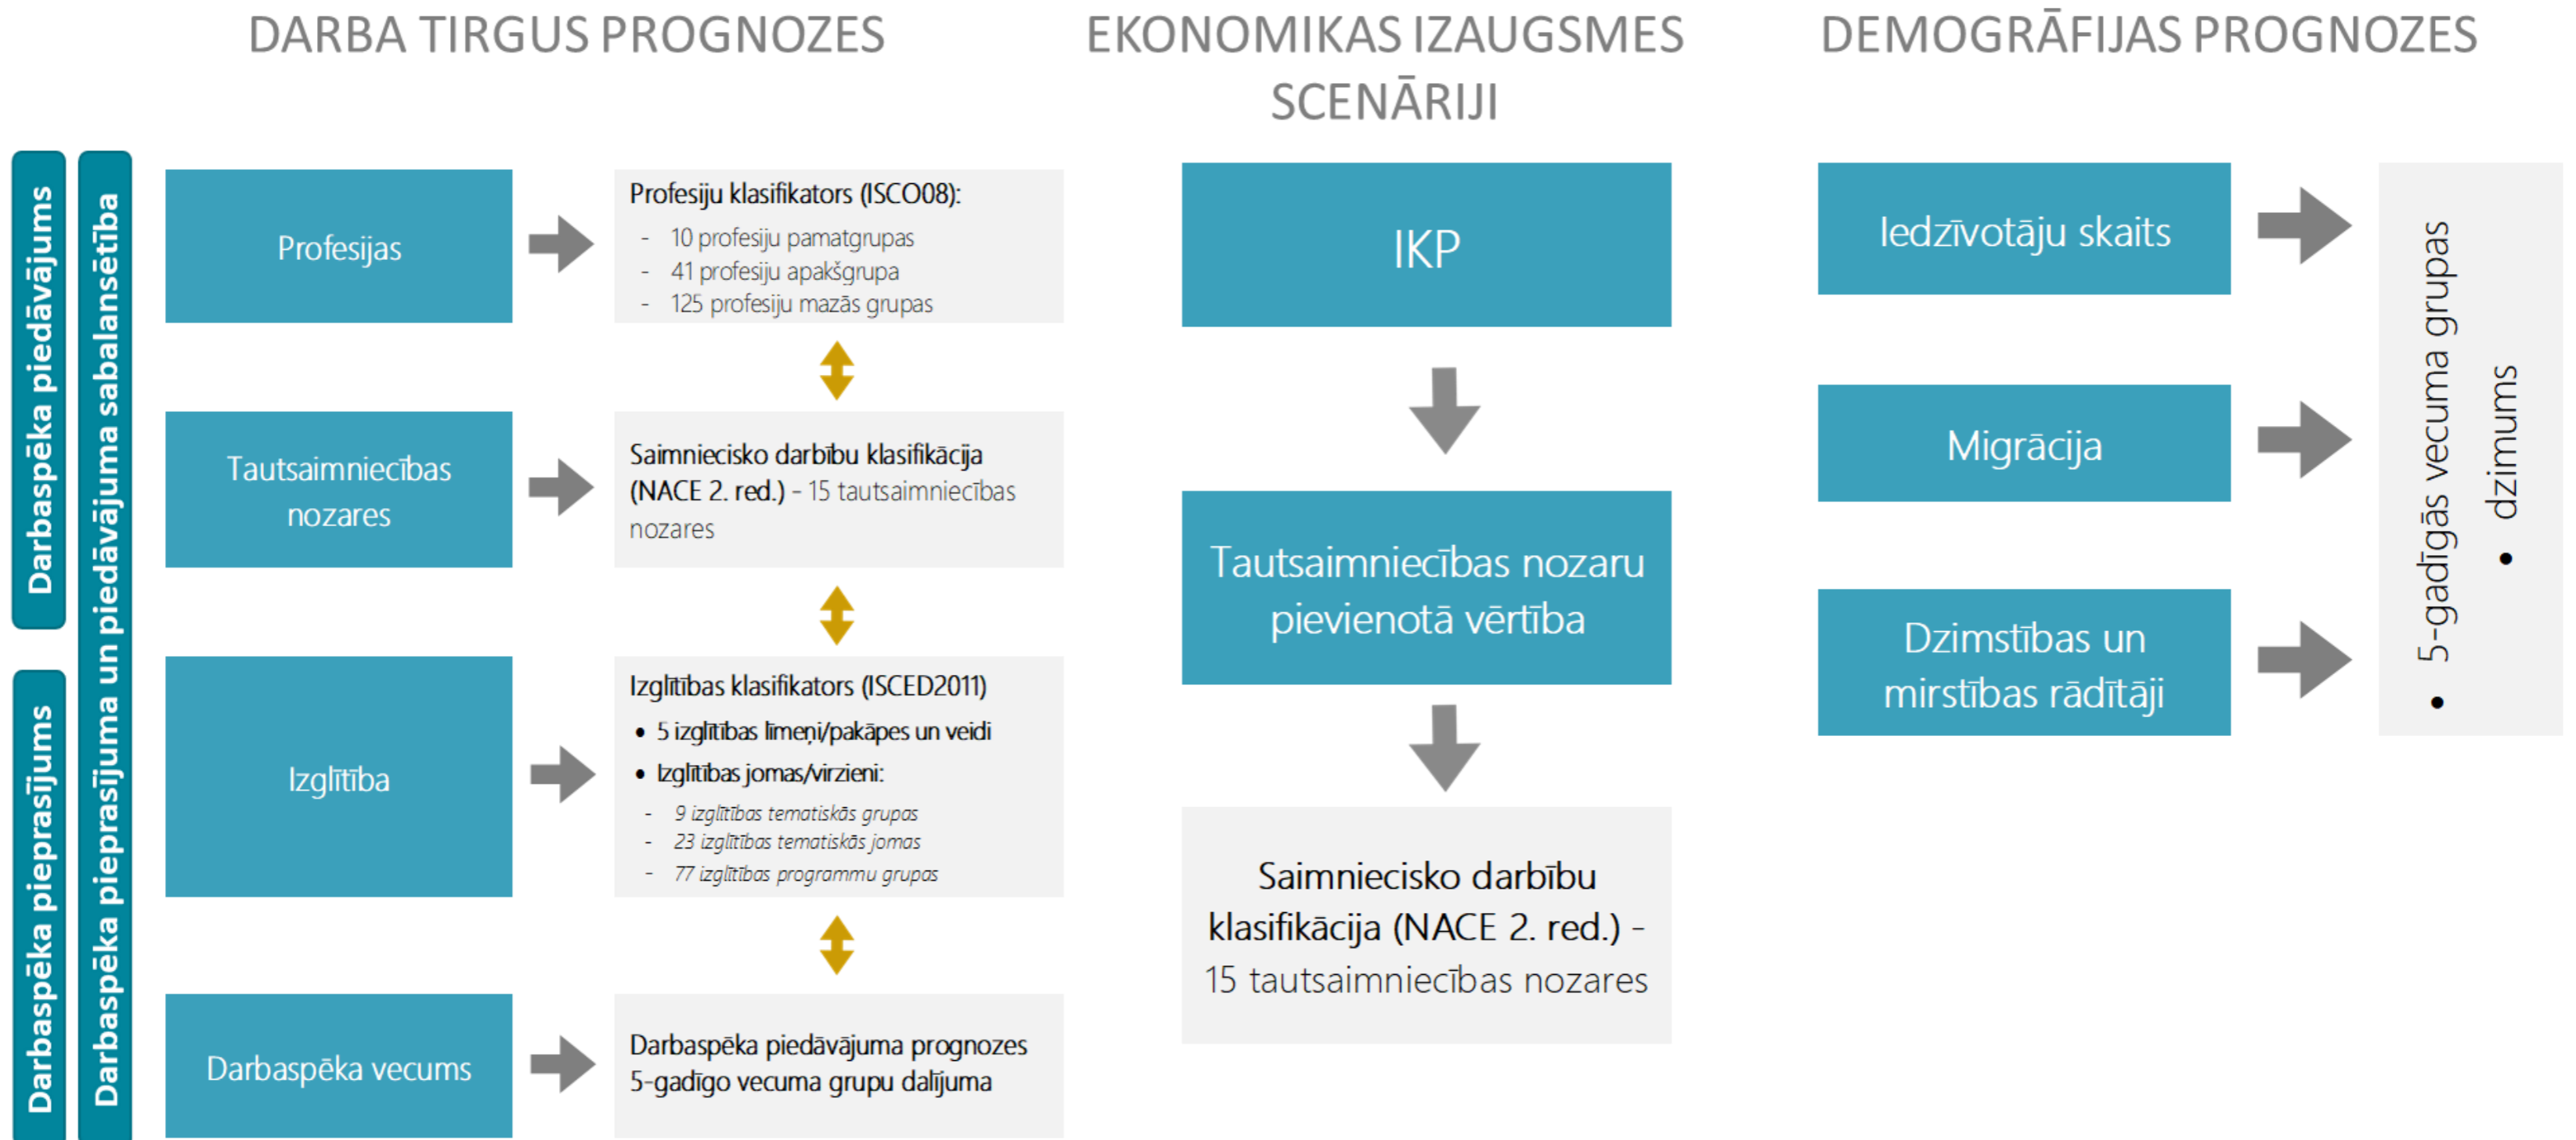 DARBA TIRGUS PROGNOZES
EKONOMIKAS IZAUGSMES
SCENĀRIJI
DEMOGRĀFIJAS PROGNOZES
Darbaspēka piedāvājums
Darbaspēka pieprasījums
Darbaspēka pieprasījuma un piedāvājuma sabalansētība
Profesijas
Profesiju klasifikators (ISCO08):
- 10 profesiju pamatgrupas
- 41 profesiju apakšgrupa
- 125 profesiju mazās grupas
Tautsaimniecības
nozares
Saimniecisko darbību klasifikācija
(NACE 2. red.) - 15 tautsaimniecības
nozares
Izglītība
Izglītības klasifikators (ISCED2011)
• 5 izglītības līmeņi/pakāpes un veidi
• Izglītības jomas/virzieni:
- 9 izglītības tematiskās grupas
- 23 izglītības tematiskās jomas
- 77 izglītības programmu grupas
Darbaspēka vecums
Darbaspēka piedāvājuma prognozes
5-gadīgo vecuma grupu dalījuma
IKP
Tautsaimniecības nozaru
pievienotā vērtība
Saimniecisko darbību
klasifikācija (NACE 2. red.) -
15 tautsaimniecības nozares
Iedzīvotāju skaits
Migrācija
Dzimstības un
mirstības rādītāji
• 5-gadīgās vecuma grupas
• dzimums